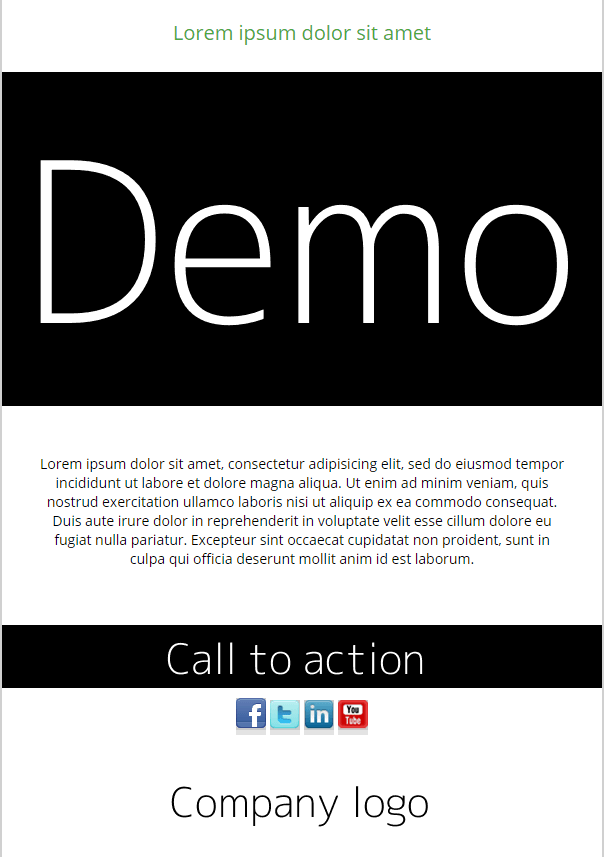 Lorem ipsum dolor sit amet
Demo
Lorem ipsum dolor sit amet, consectetur adipisicing elit, sed do eiusmod tempor
incididunt ut labore et dolore magna aliqua. Ut enim ad minim veniam, quis
nostrud exercitation ullamco laboris nisi ut aliquip ex ea commodo consequat.
Duis aute irure dolor in reprehenderit in voluptate velit esse cillum dolore eu
fugiat nulla pariatur. Excepteur sint occaecat cupidatat non proident, sunt in
culpa qui officia deserunt mollit anim id est laborum.
Call to action
f t in You
Tube
Company logo